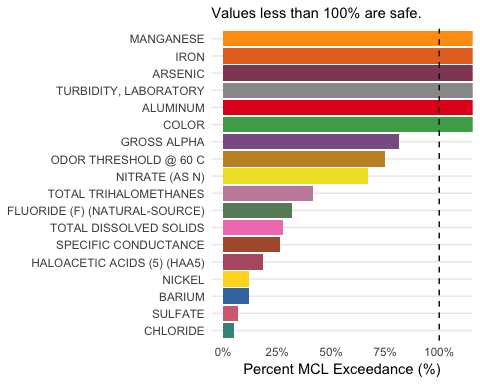 Values less than 100% are safe.
MANGANESE
IRON
ARSENIC
TURBIDITY, LABORATORY
ALUMINUM
COLOR
GROSS ALPHA
ODOR THRESHOLD @ 60 C
NITRATE (AS N)
TOTAL TRIHALOMETHANES
FLUORIDE (F) (NATURAL-SOURCE)
TOTAL DISSOLVED SOLIDS
SPECIFIC CONDUCTANCE
HALOACETIC ACIDS (5) (HAA5)
NICKEL
BARIUM
SULFATE
CHLORIDE
0% 25% 50% 75% 100%
Percent MCL Exceedance (%)